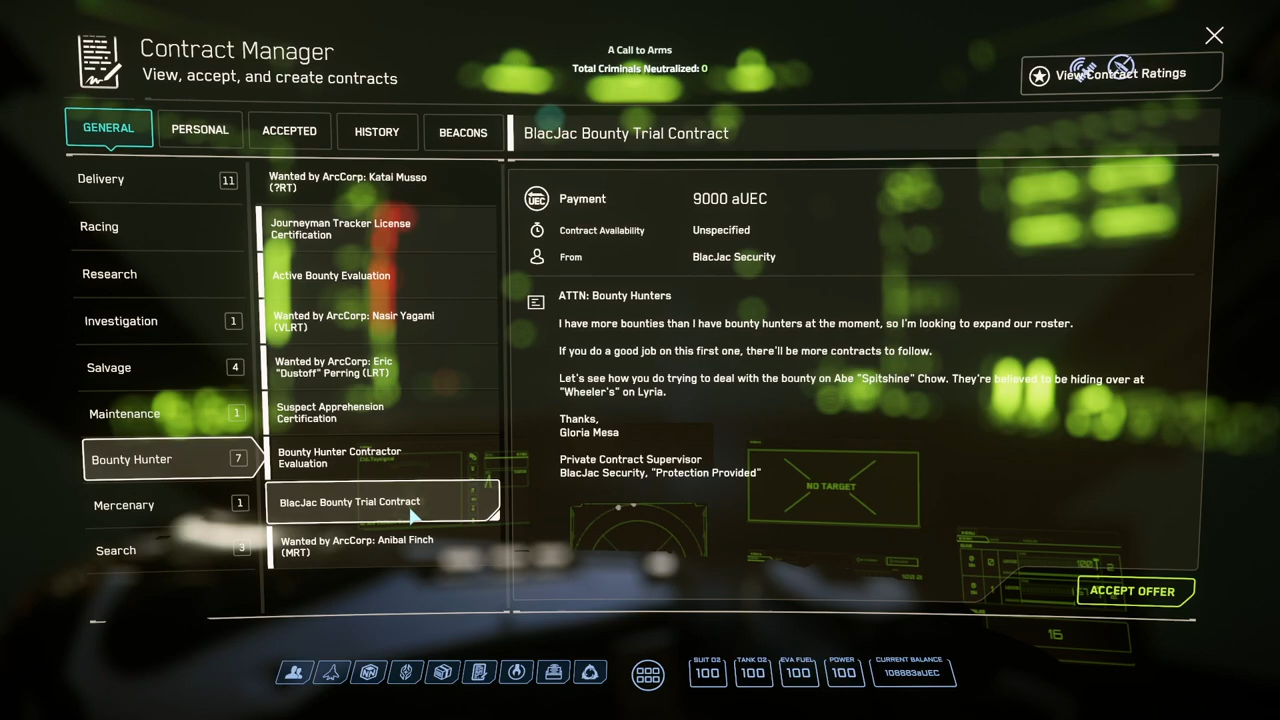 Contract Manager
View, accept, and create contracts
A Call to Arms
Total Criminals Neutralized: 0
View Contract Ratings
GENERAL
PERSONAL
ACCEPTED
HISTORY
BEACONS
BlacJac Bounty Trial Contract
Delivery 11
Racing
Research
Investigation 1
Salvage 4
Maintenance 1
Bounty Hunter 7
Mercenary 1
Search 3
Wanted by ArcCorp: Katai Musso
(?RT)
Journeyman Tracker License
Certification
Active Bounty Evaluation
Wanted by ArcCorp: Nasir Yagami
(VLRT)
Wanted by ArcCorp: Eric
"Dustoff" Perring (LRT)
Suspect Apprehension
Certification
Bounty Hunter Contractor
Evaluation
BlacJac Bounty Trial Contract
Wanted by ArcCorp: Anibal Finch
(MRT)
UEC Payment 9000 aUEC
Contract Availability Unspecified
From BlacJac Security
ATTN: Bounty Hunters
I have more bounties than I have bounty hunters at the moment, so I'm looking to expand our roster.
If you do a good job on this first one, there'll be more contracts to follow.
Let's see how you do trying to deal with the bounty on Abe "Spitshine" Chow. They're believed to be hiding over at
"Wheeler's" on Lyria.
Thanks,
Gloria Mesa
Private Contract Supervisor
BlacJac Security, "Protection Provided"
NO TARGET
ACCEPT OFFER
16
SUIT O2
100
TANK O2
100
EVA FUEL
100
POWER
100
CURRENT BALANCE
108883aUEC